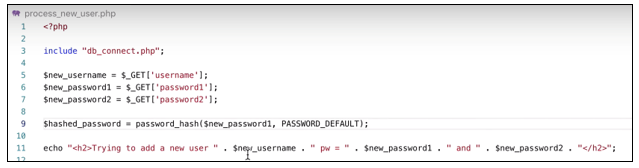 process_new_user.php
1 <?php
2
3 include "db_connect.php";
4
5 $new_username = $_GET['username'];
6 $new_password1 = $_GET['password1'];
7 $new_password2 = $_GET['password2'];
8
9 $hashed_password = password_hash($new_password1, PASSWORD_DEFAULT);
10
11 echo "<h2>Trying to add a new user " . $new_username . " pw = " . $new_password1 . " and " . $new_password2 . "</h2>";
12